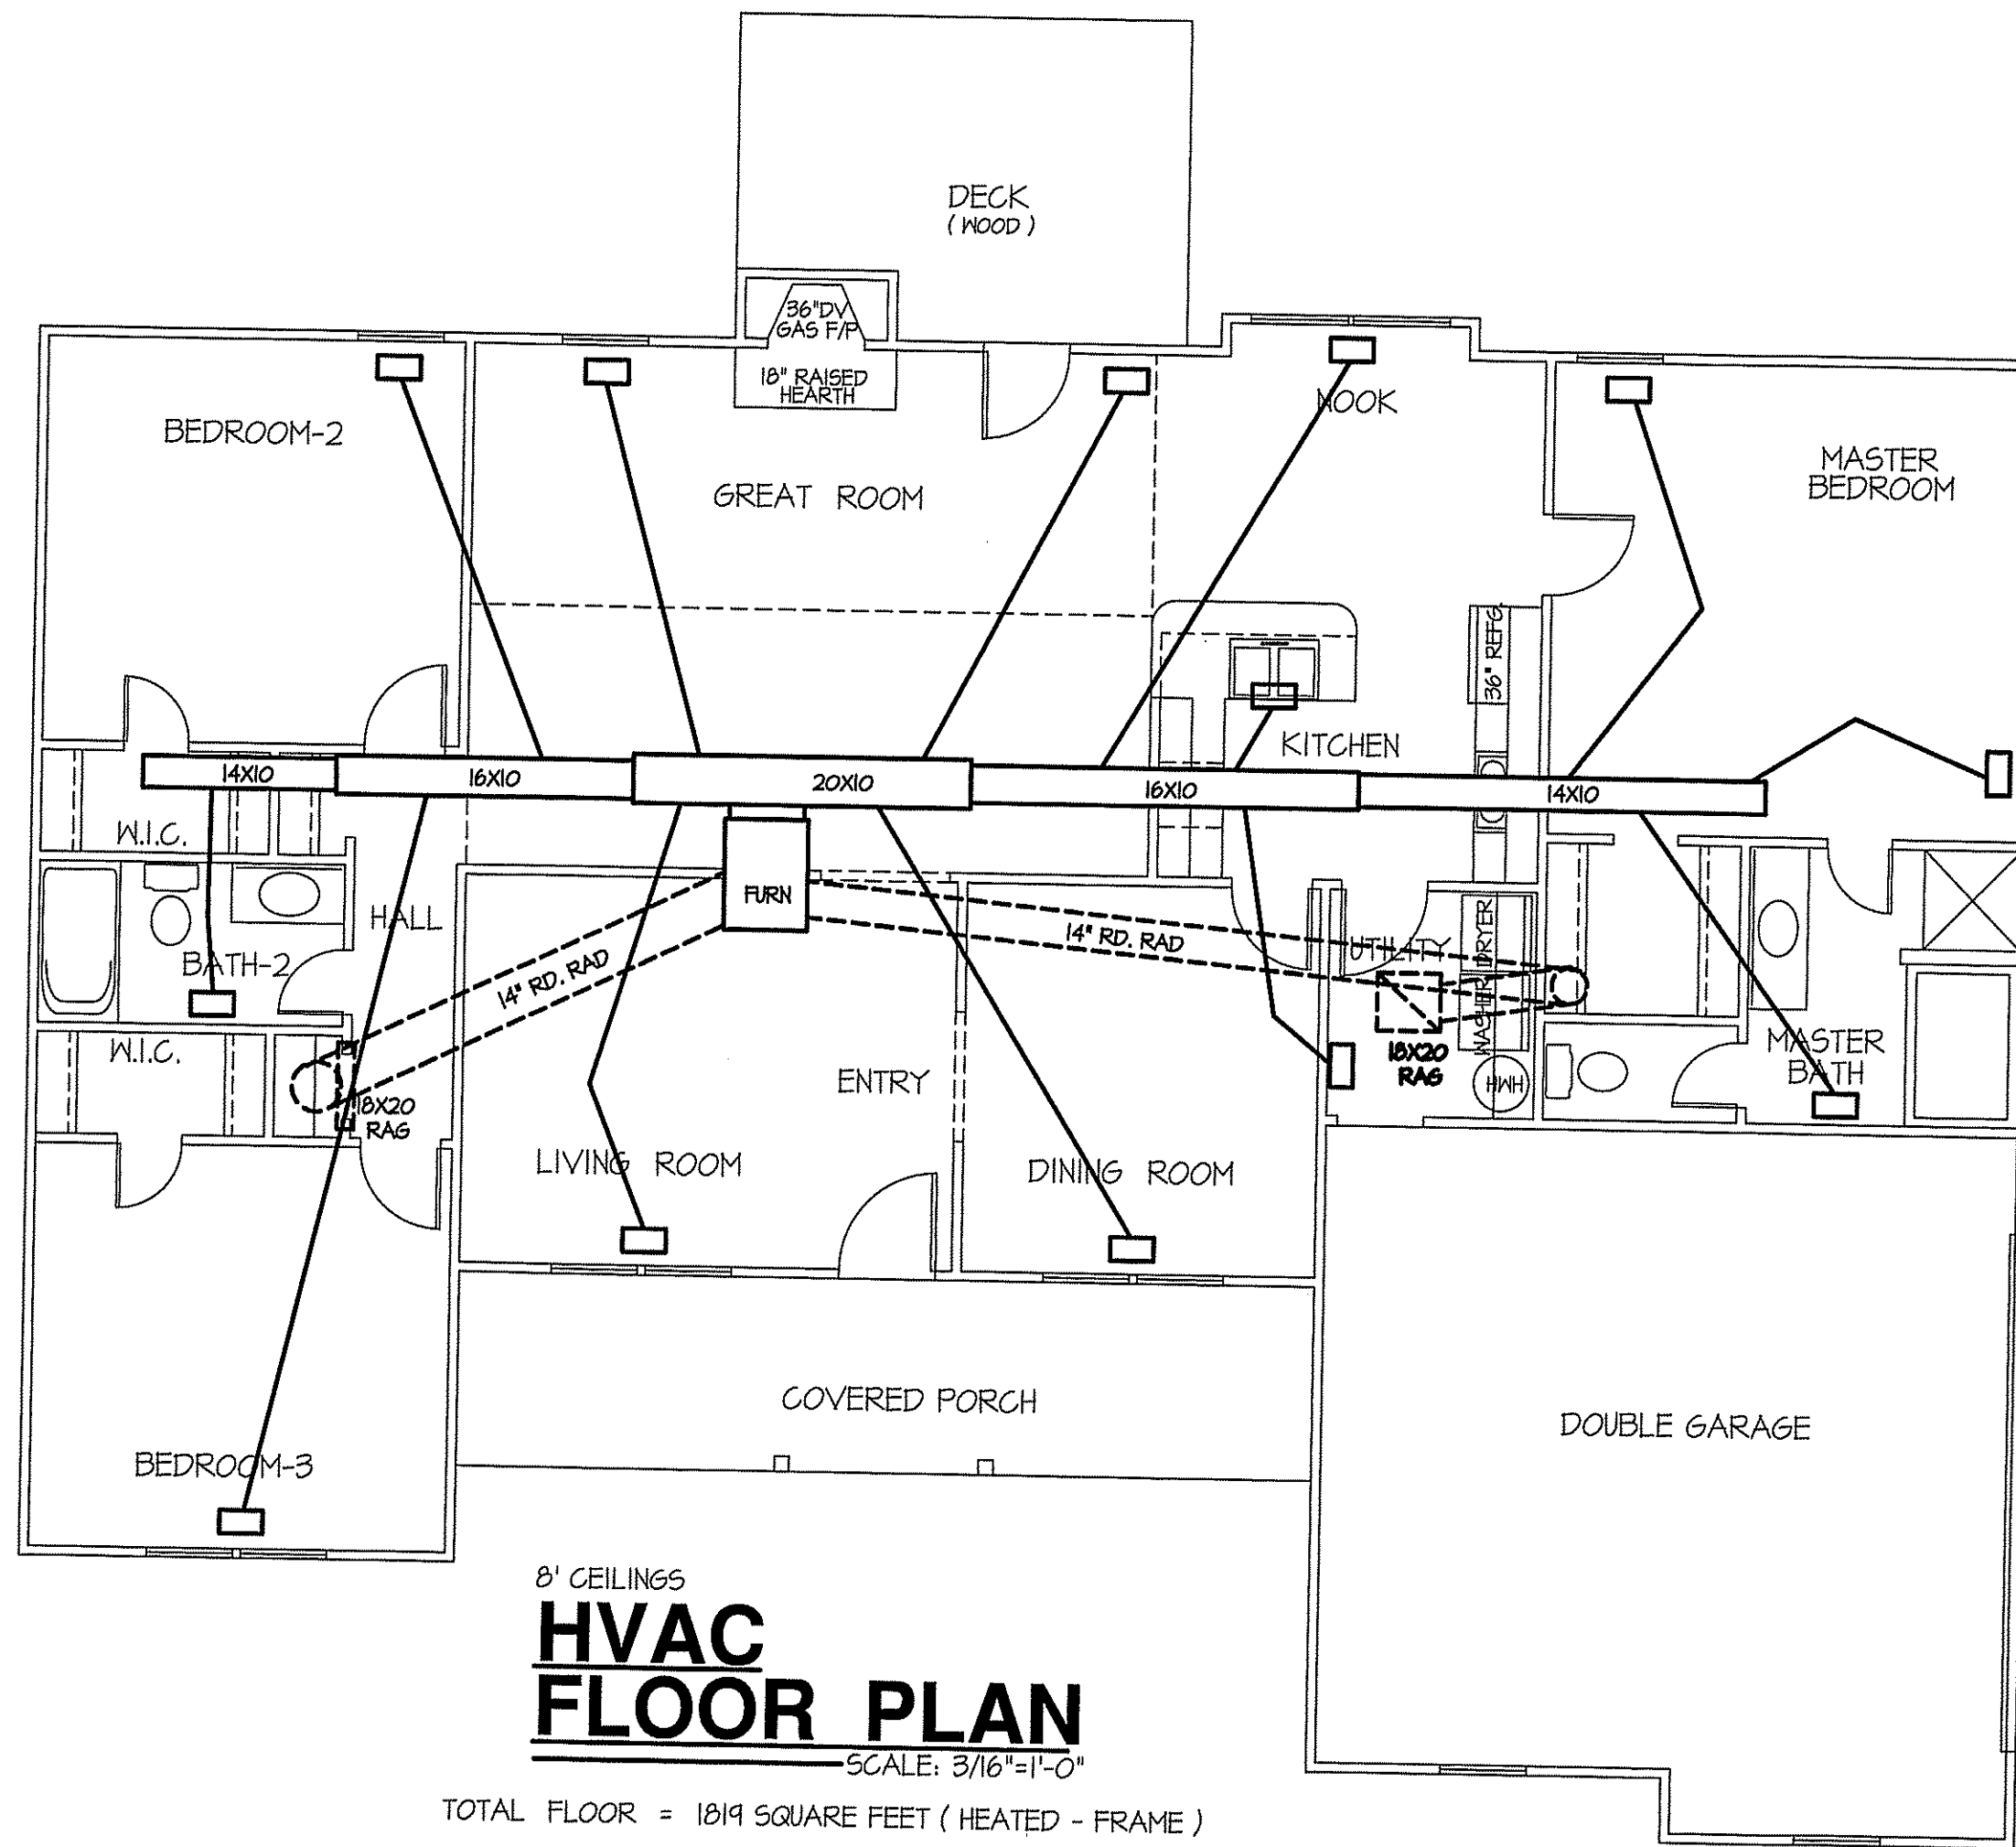 DECK
( WOOD )
36"DV
GAS F/P
18" RAISED
HEARTH
NOOK
BEDROOM-2
GREAT ROOM
MASTER
BEDROOM
36" REFG.
KITCHEN
14X10
16X10
20X10
16X10
14X10
W.I.C.
FURN
HALL
BATH-2
14" RD. RAD
14" RD. RAD
UTILITY
DRYER
WASHER
W.I.C.
18X20
RAG
18X20
RAG
HWH
MASTER
BATH
ENTRY
LIVING ROOM
DINING ROOM
COVERED PORCH
DOUBLE GARAGE
BEDROOM-3
8' CEILINGS
HVAC
FLOOR PLAN
SCALE: 3/16"=1'-0"
TOTAL FLOOR = 1819 SQUARE FEET ( HEATED - FRAME )